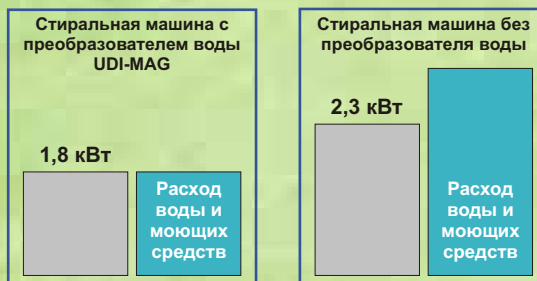 Стиральная машина с
преобразователем воды
UDI-MAG
1,8 кВт
Расход
воды и
моющих
средств
Стиральная машина без
преобразователя воды
2,3 кВт
Расход
воды и
моющих
средств